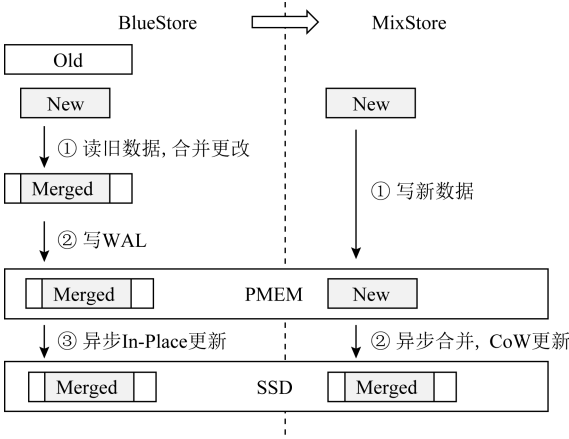 BlueStore
MixStore
Old
New
New
① 读旧数据, 合并更改
Merged
① 写新数据
② 写WAL
Merged
PMEM
New
③ 异步In-Place更新
② 异步合并, CoW更新
Merged
SSD
Merged